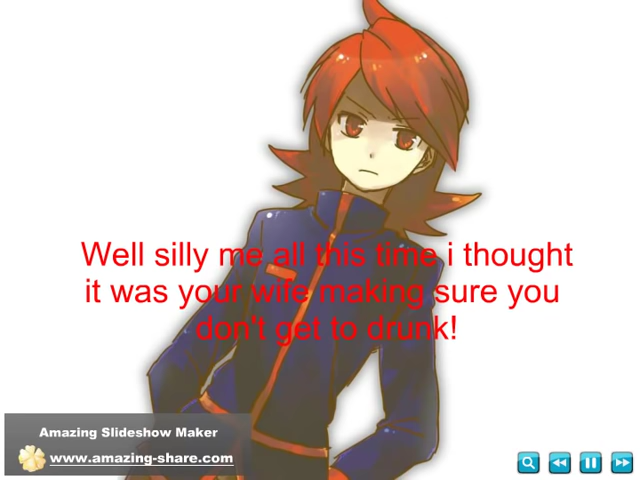 Well silly me all this time i thought
it was your wife making sure you
don't get to drunk!
Amazing Slideshow Maker
www.amazing-share.com